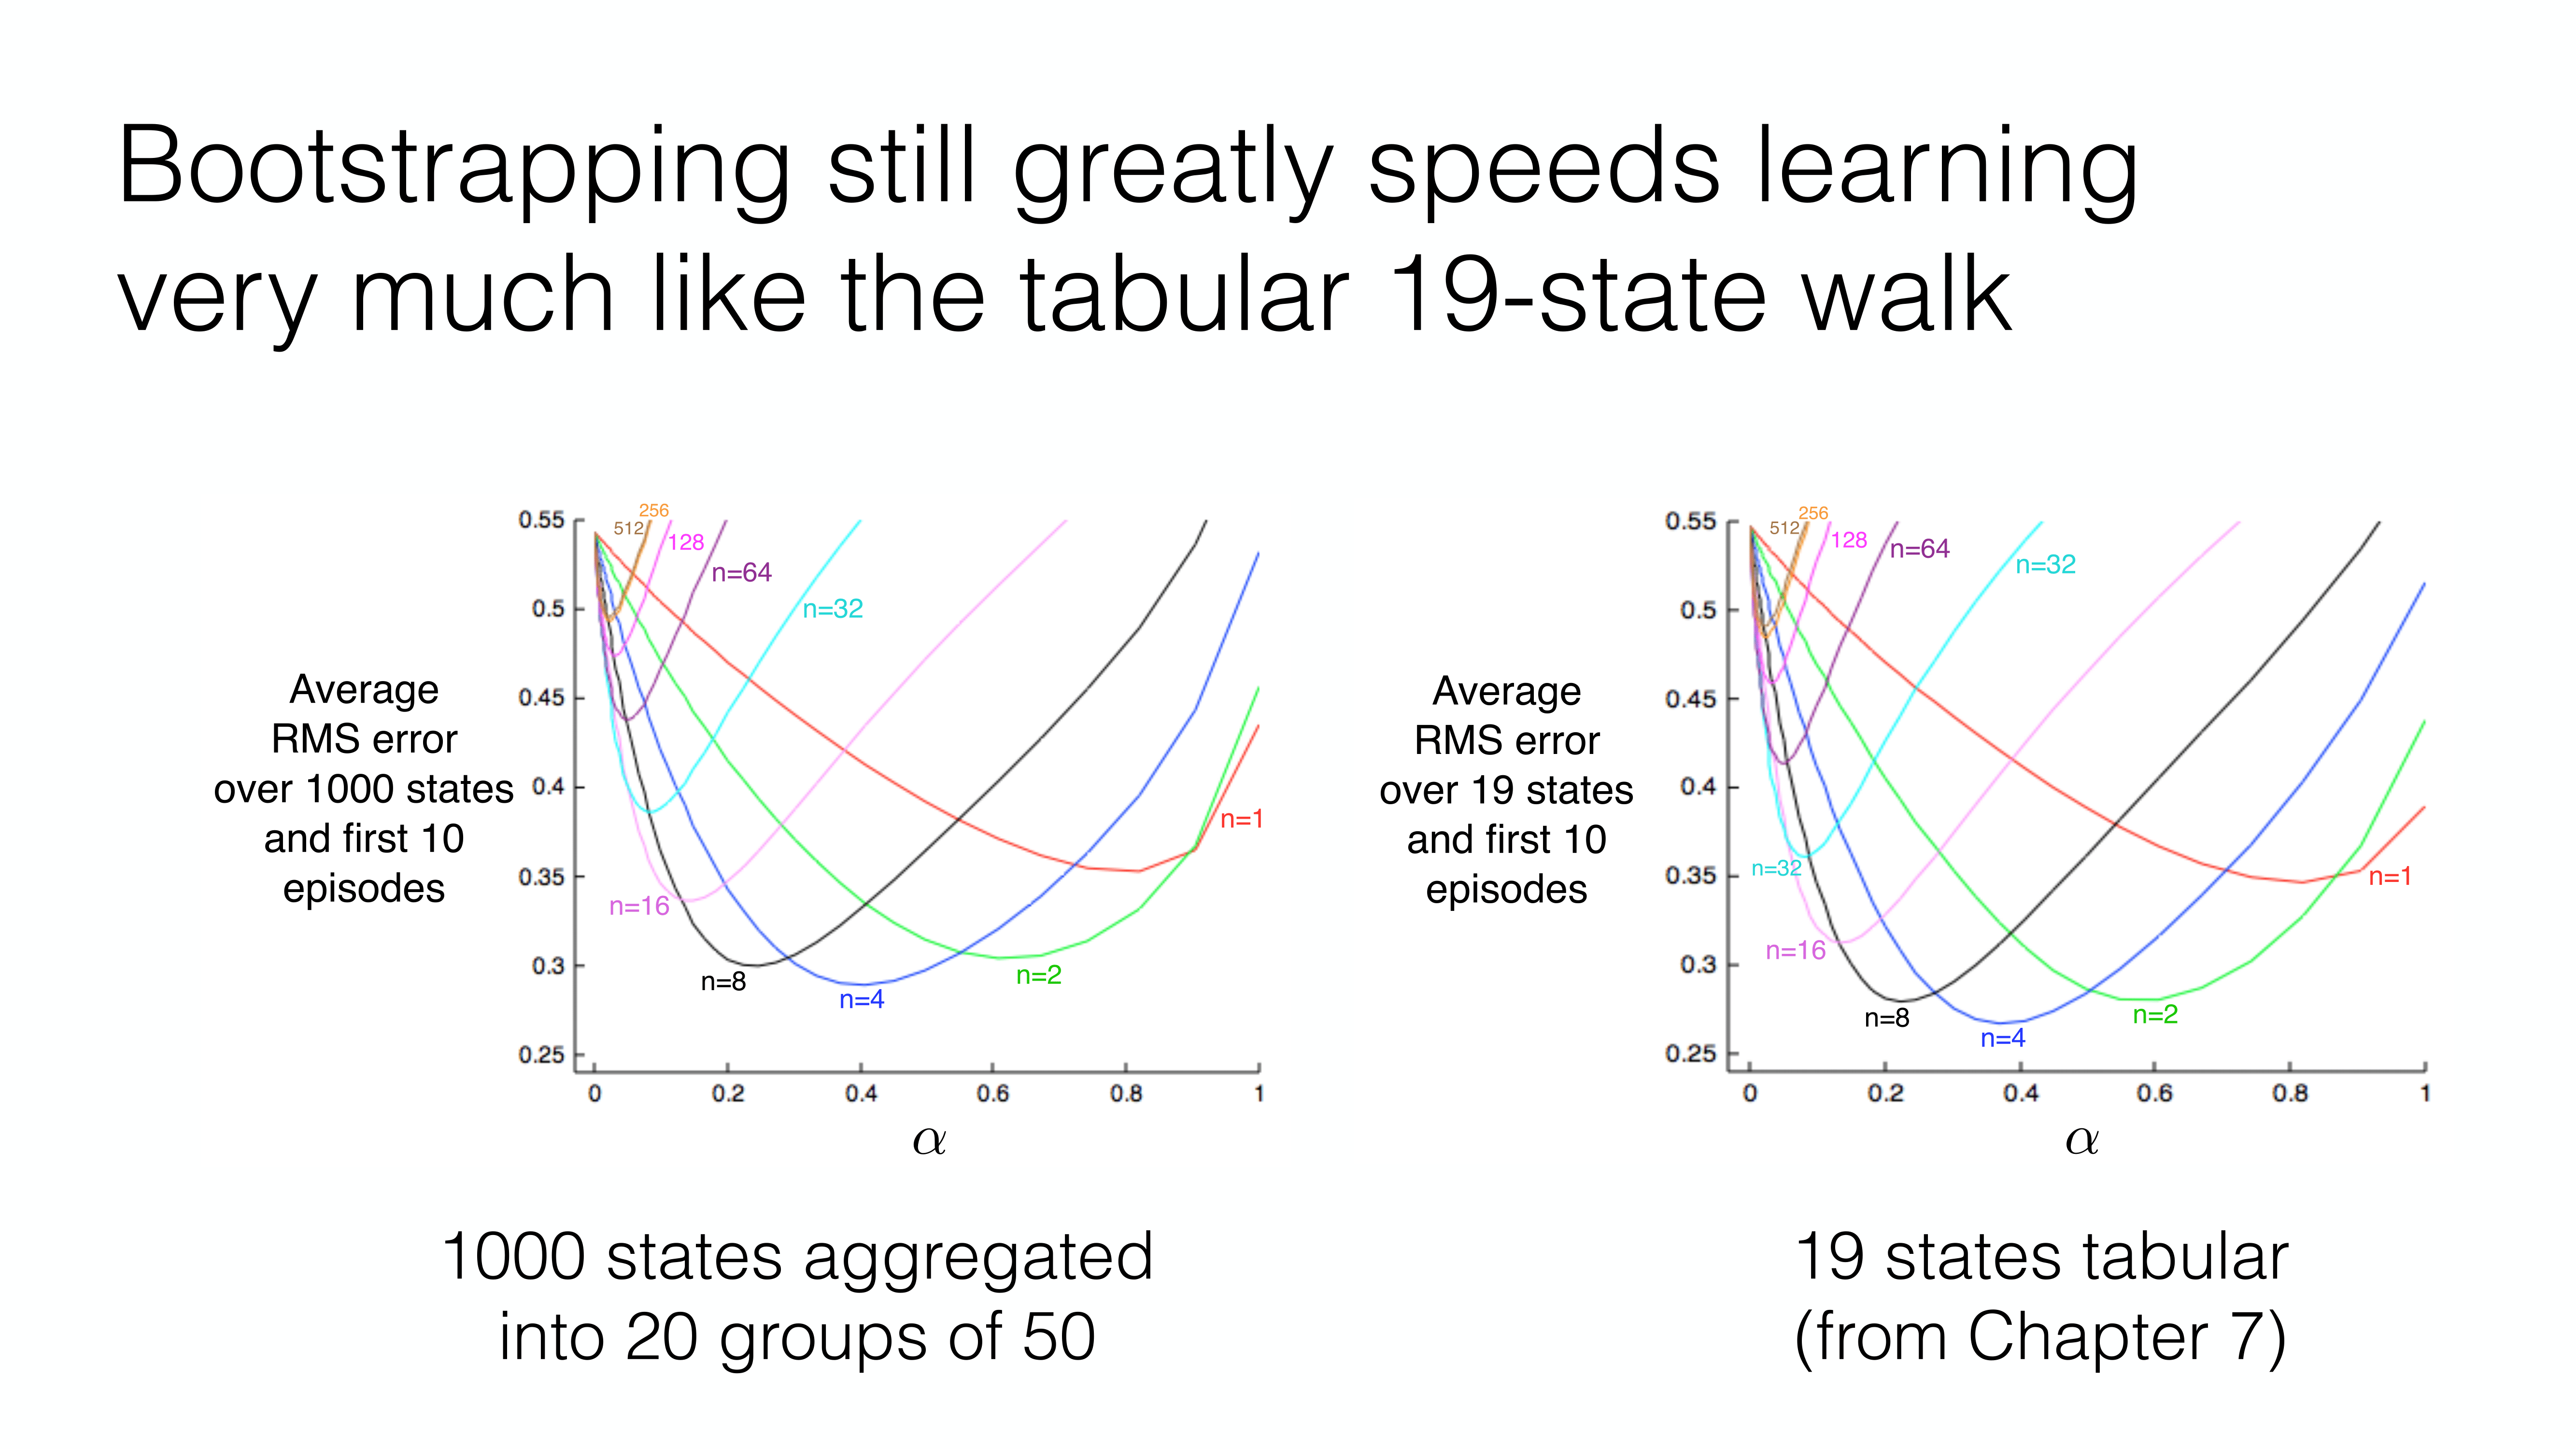 Bootstrapping still greatly speeds learning
very much like the tabular 19-state walk
Average
RMS error
over 1000 states
and first 10
episodes
0.55
0.5
0.45
0.4
0.35
0.3
0.25
0 0.2 0.4 0.6 0.8 1
α
256
512
128
n=64
n=32
n=1
n=16
n=2
n=8
n=4
1000 states aggregated
into 20 groups of 50
Average
RMS error
over 19 states
and first 10
episodes
0.55
0.5
0.45
0.4
0.35
0.3
0.25
0 0.2 0.4 0.6 0.8 1
α
256
512
128
n=64
n=32
n=32
n=1
n=16
n=2
n=8
n=4
19 states tabular
(from Chapter 7)